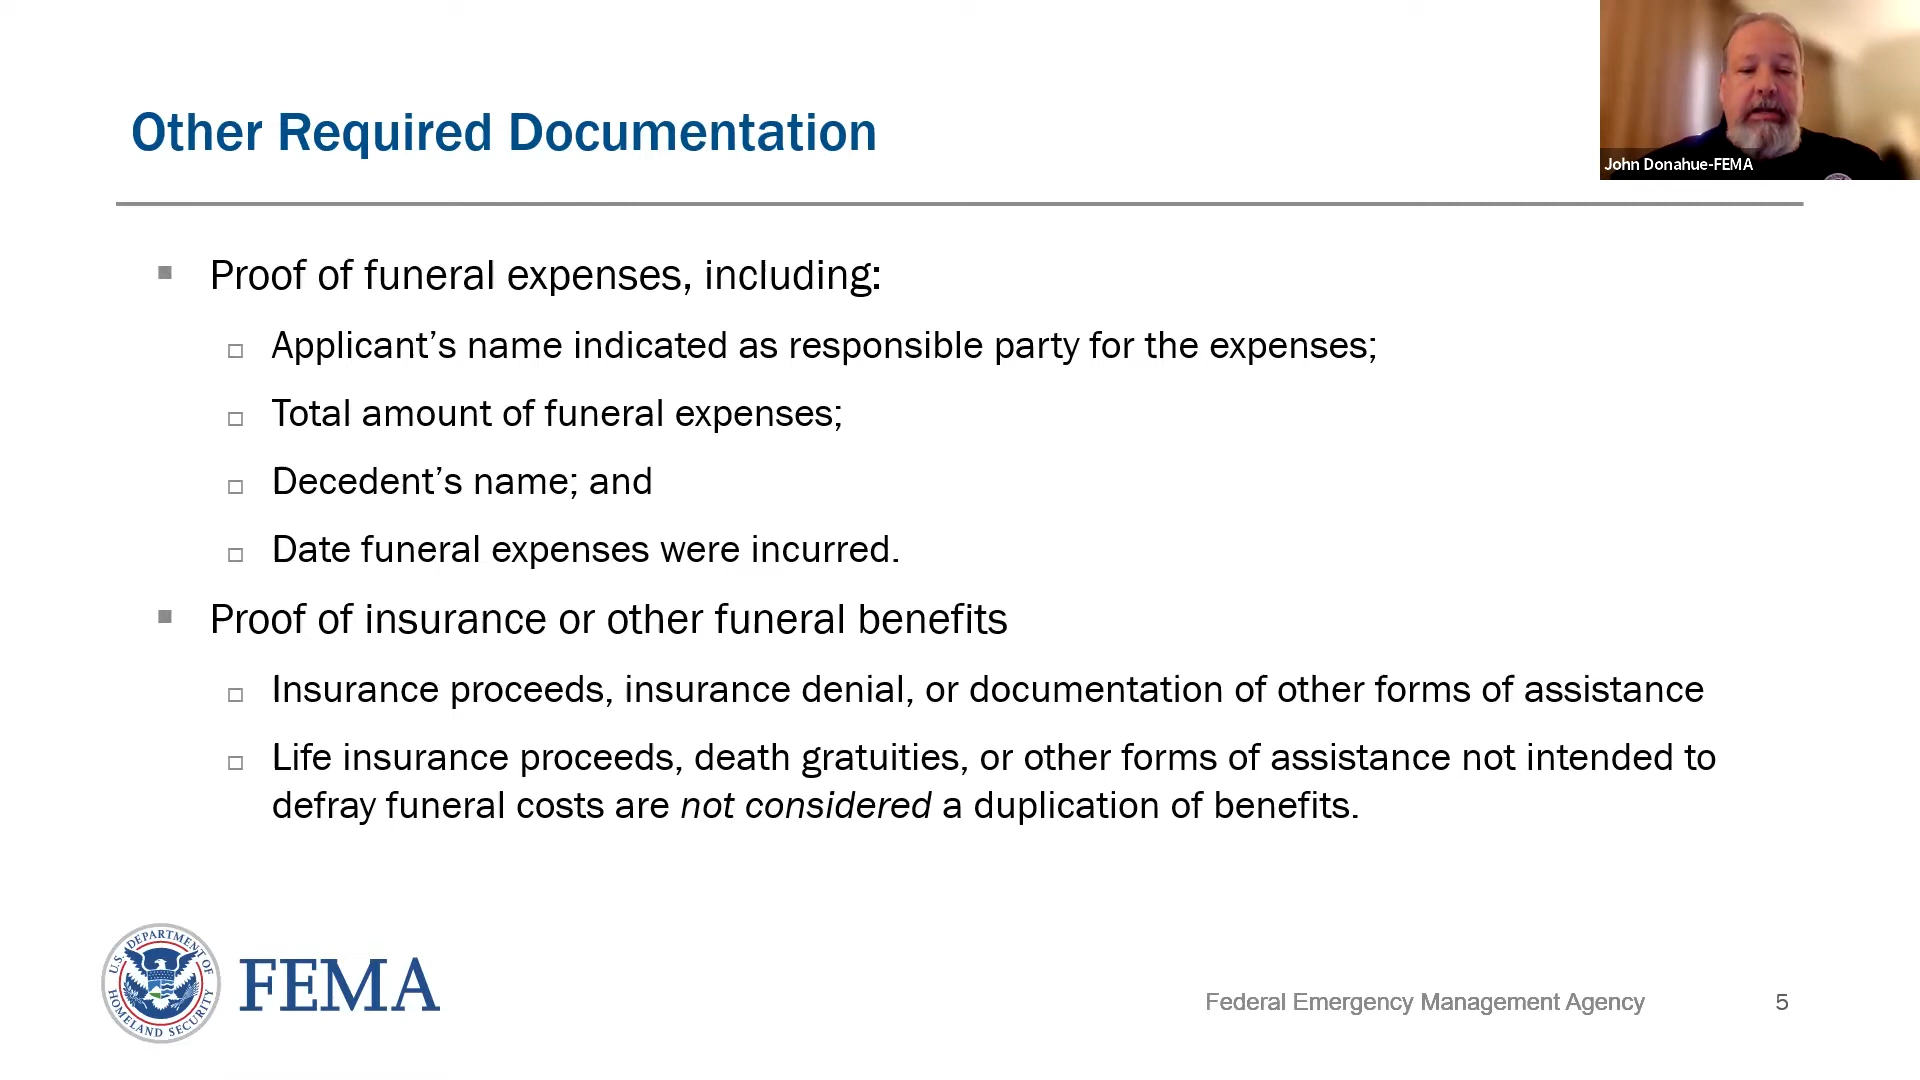 Other Required Documentation
John Donahue-FEMA
Proof of funeral expenses, including:
Applicant’s name indicated as responsible party for the expenses;
Total amount of funeral expenses;
Decedent’s name; and
Date funeral expenses were incurred.
Proof of insurance or other funeral benefits
Insurance proceeds, insurance denial, or documentation of other forms of assistance
Life insurance proceeds, death gratuities, or other forms of assistance not intended to
defray funeral costs are not considered a duplication of benefits.
U.S. DEPARTMENT OF
HOMELAND SECURITY
FEMA
Federal Emergency Management Agency
5